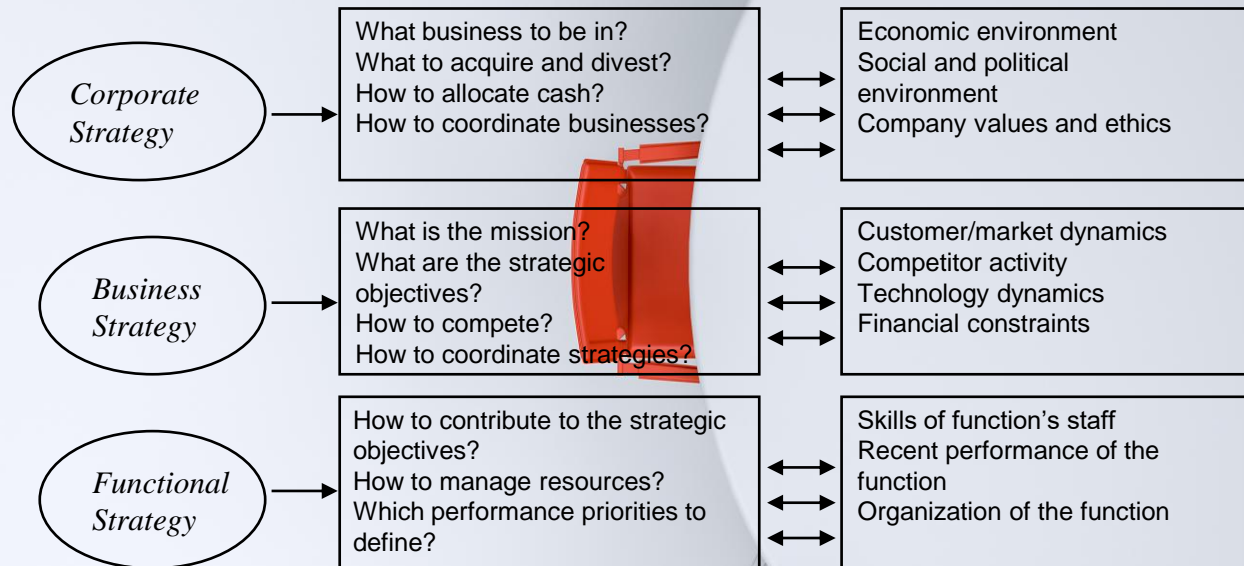 Corporate
Strategy
What business to be in?
What to acquire and divest?
How to allocate cash?
How to coordinate businesses?
Economic environment
Social and political
environment
Company values and ethics
Business
Strategy
What is the mission?
What are the strategic
objectives?
How to compete?
How to coordinate strategies?
Customer/market dynamics
Competitor activity
Technology dynamics
Financial constraints
Functional
Strategy
How to contribute to the strategic
objectives?
How to manage resources?
Which performance priorities to
define?
Skills of function’s staff
Recent performance of the
function
Organization of the function